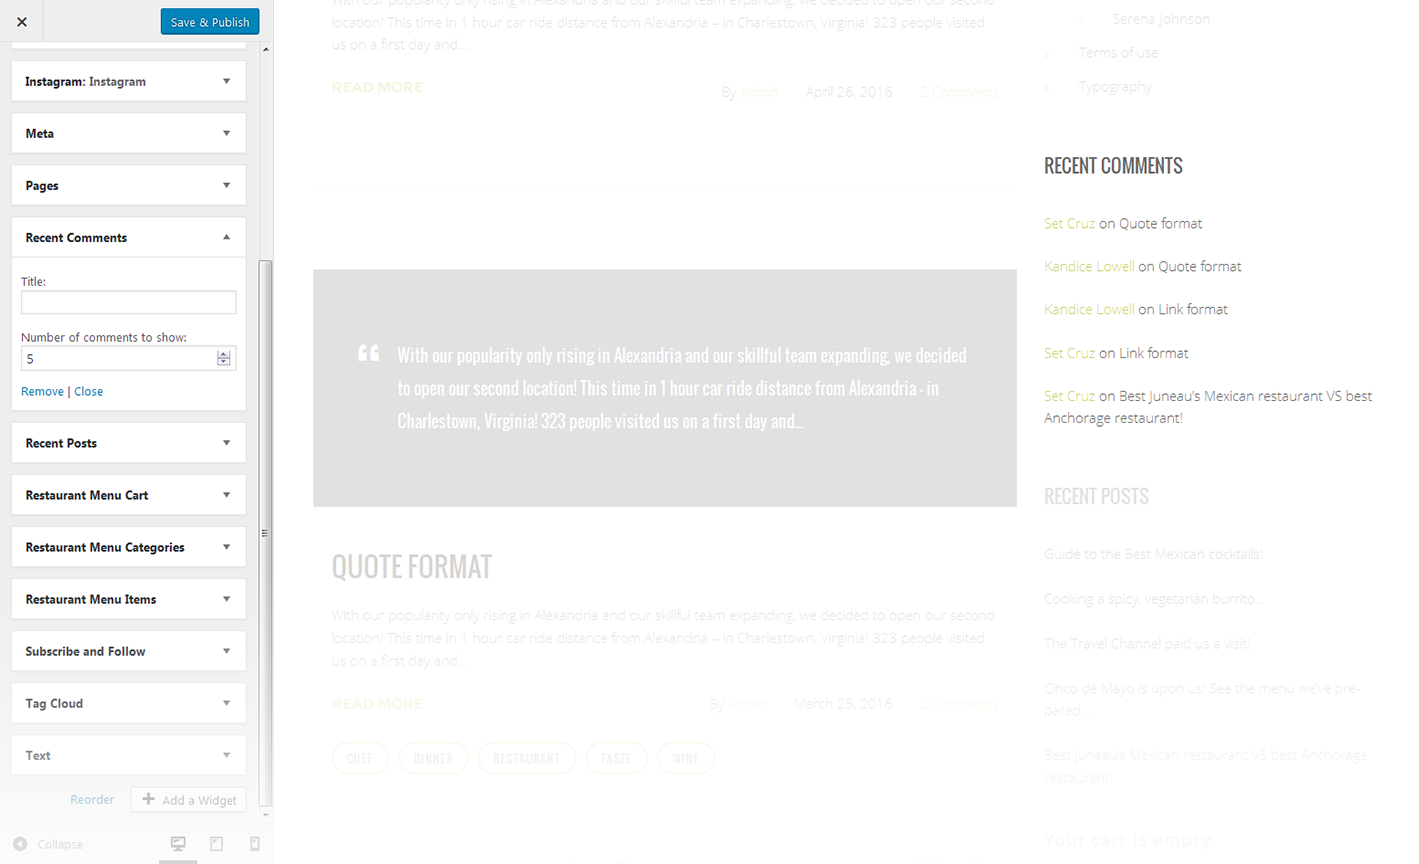 Save & Publish
Instagram: Instagram
Meta
Pages
Recent Comments
Title:
Number of comments to show:
5
Remove | Close
Recent Posts
Restaurant Menu Cart
Restaurant Menu Categories
Restaurant Menu Items
Subscribe and Follow
Tag Cloud
Text
Reorder
Add a Widget
Collapse
With our popularity only rising in Alexandria and our skillful team expanding, we decided to open our second
location! This time in 1 hour car ride distance from Alexandria – in Charlestown, Virginia! 323 people visited
us on a first day and...
READ MORE
By admin April 26, 2016 2 Comments
“ With our popularity only rising in Alexandria and our skillful team expanding, we decided
to open our second location! This time in 1 hour car ride distance from Alexandria - in
Charlestown, Virginia! 323 people visited us on a first day and...
QUOTE FORMAT
With our popularity only rising in Alexandria and our skillful team expanding, we decided to open our second
location! This time in 1 hour car ride distance from Alexandria – in Charlestown, Virginia! 323 people visited
us on a first day and...
READ MORE
By admin March 25, 2016 2 Comments
CHEF DINNER RESTAURANT TASTE WINE
Serena Johnson
Terms of use
Typography
RECENT COMMENTS
Set Cruz on Quote format
Kandice Lowell on Quote format
Kandice Lowell on Link format
Set Cruz on Link format
Set Cruz on Best Juneau's Mexican restaurant VS best
Anchorage restaurant!
RECENT POSTS
Guide to the Best Mexican cocktails!
Cooking a spicy, vegetarian burrito...
The Travel Channel paid us a visit!
Cinco de Mayo is upon us! See the menu we've pre-
pared...
Best Juneau's Mexican restaurant VS best Anchorage
restaurant!
Your cart is empty.